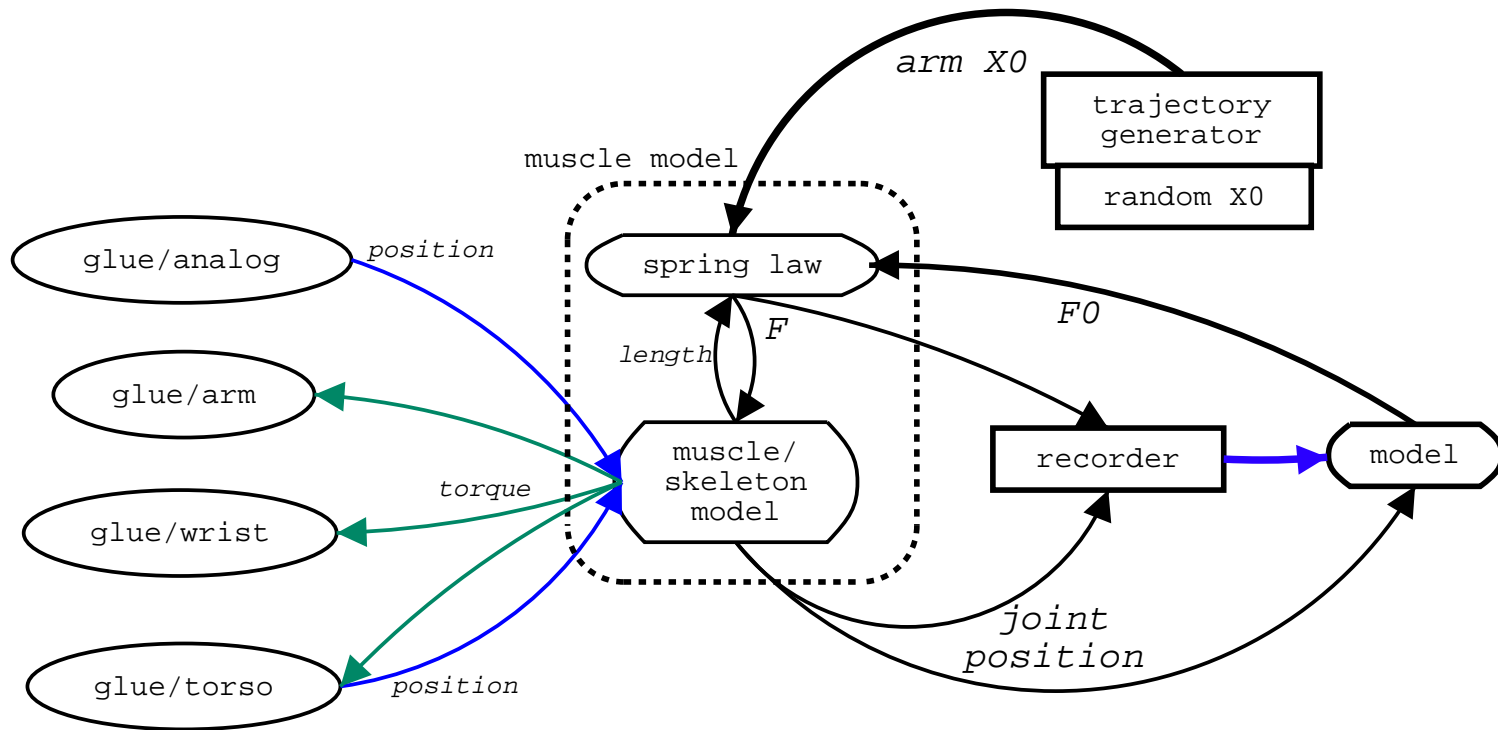 arm X0
trajectory
generator
random X0
muscle model
glue/analog
position
spring law
F
length
F0
glue/arm
muscle/
skeleton
model
recorder
model
torque
glue/wrist
joint
position
glue/torso
position